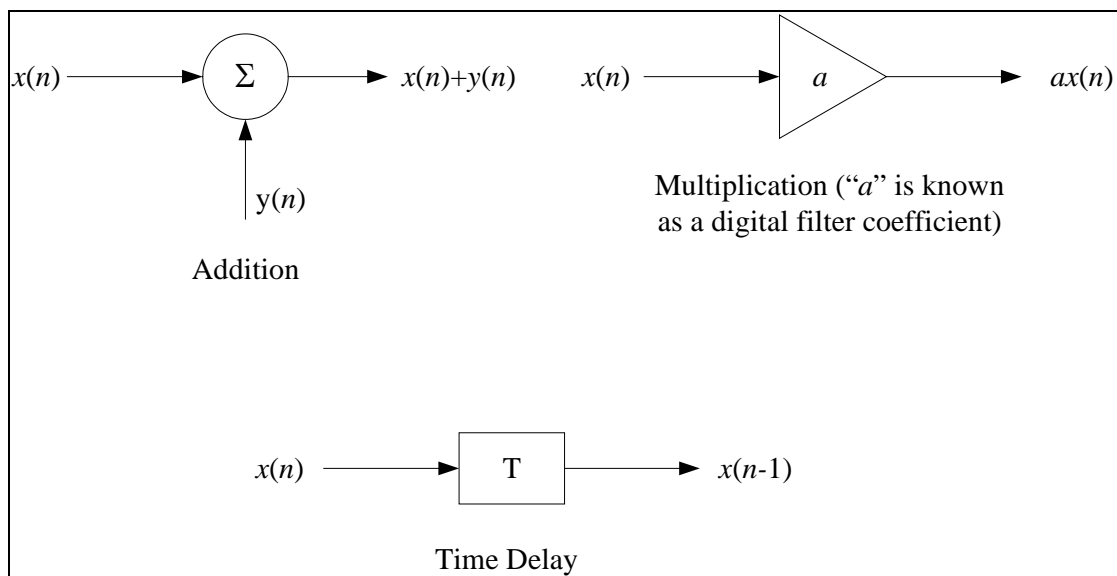 x(n)
Σ
x(n)+y(n)
y(n)
Addition
x(n)
a
ax(n)
Multiplication (“a” is known
as a digital filter coefficient)
x(n)
T
x(n-1)
Time Delay